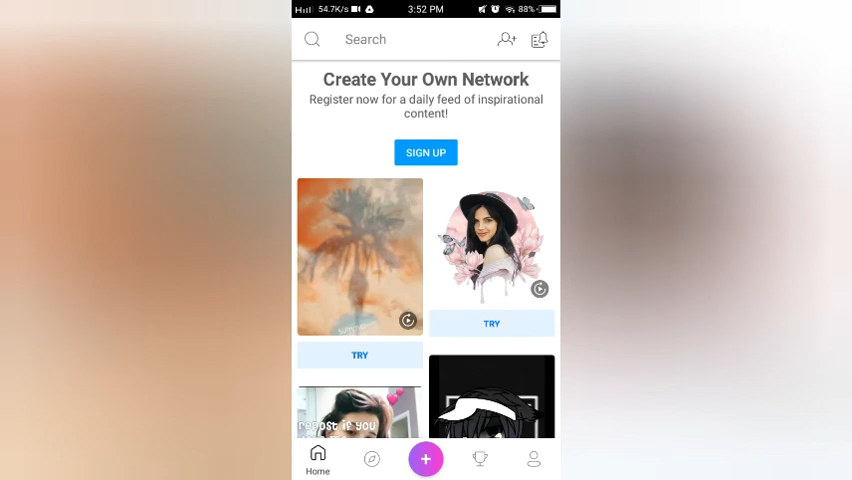 54.7K/s
3:52 PM
88%
Search
Create Your Own Network
Register now for a daily feed of inspirational
content!
SIGN UP
TRY
TRY
repost if you
Home